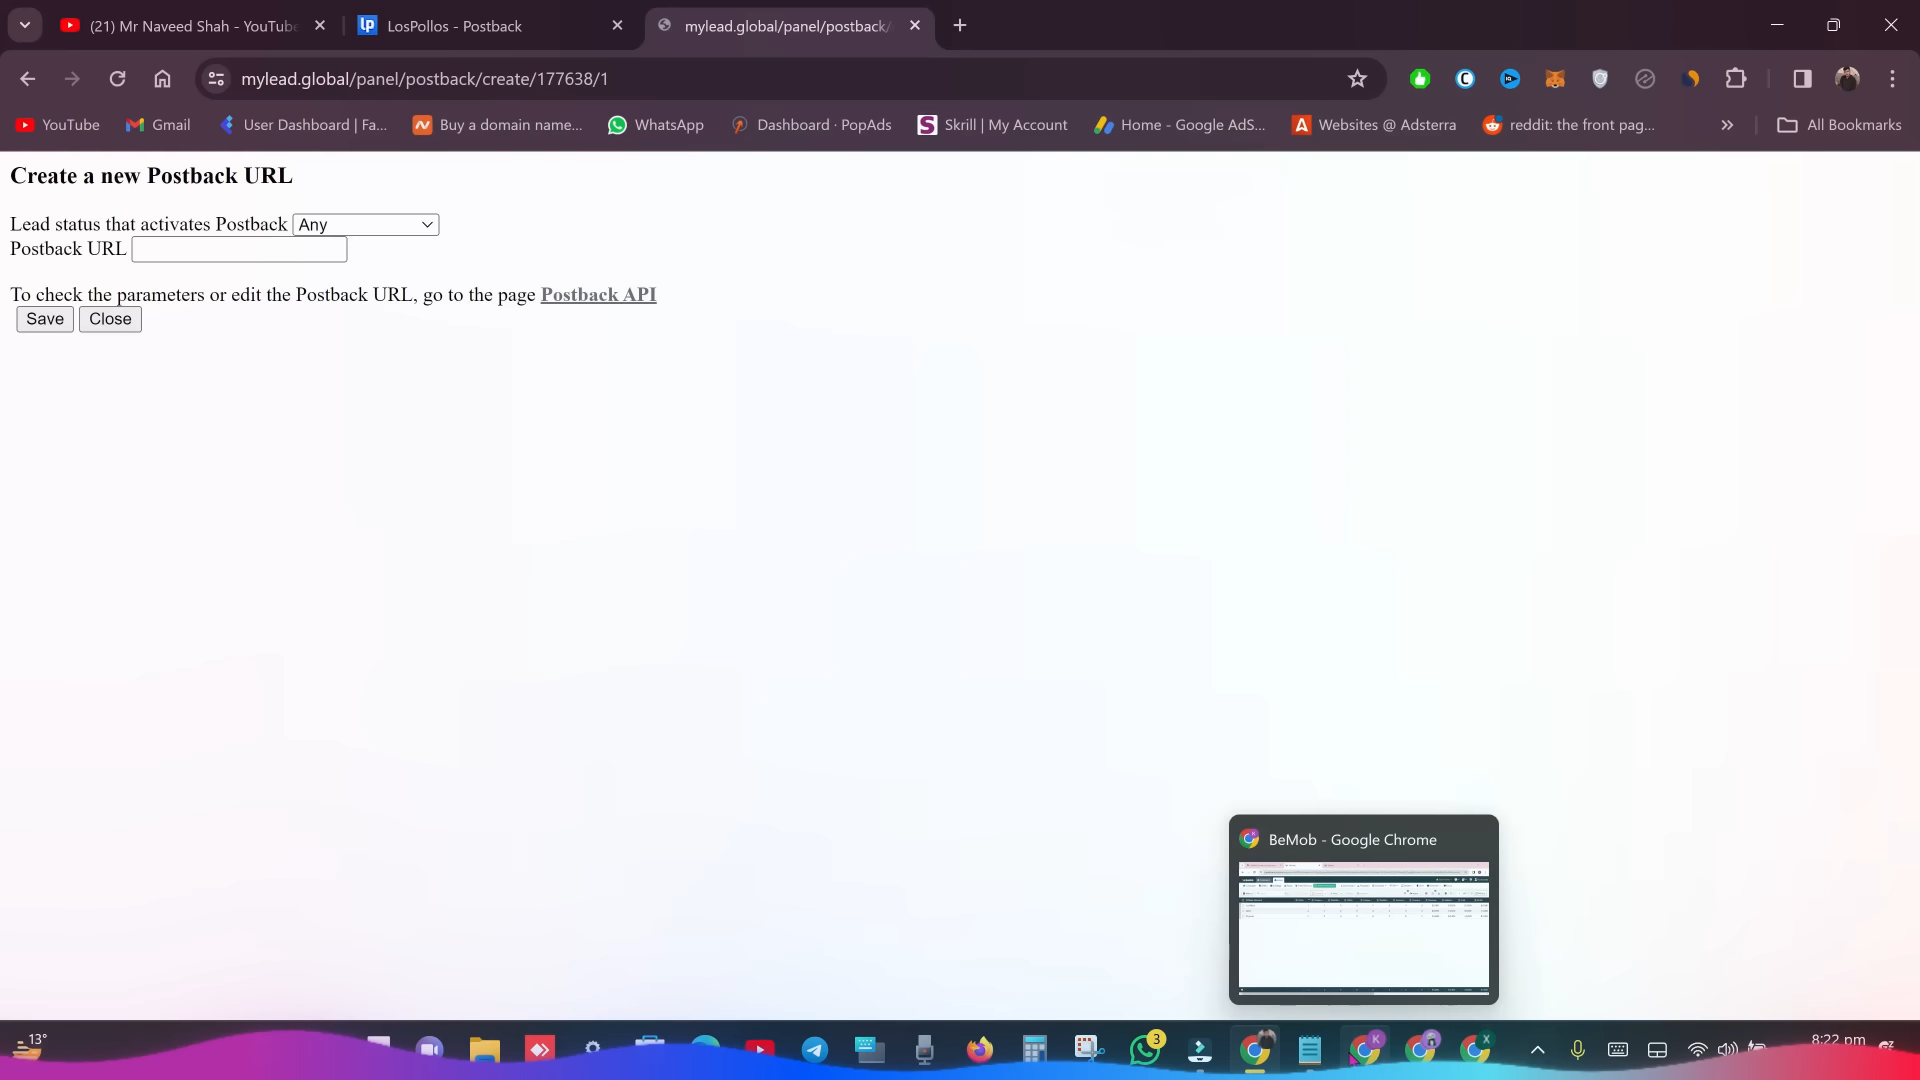 (21) Mr Naveed Shah - YouTube
LosPollos - Postback
mylead.global/panel/postback/
mylead.global/panel/postback/create/177638/1
YouTube
Gmail
User Dashboard | Fa...
Buy a domain name...
WhatsApp
Dashboard · PopAds
Skrill | My Account
Home - Google AdS...
Websites @ Adsterra
reddit: the front pag...
All Bookmarks
Create a new Postback URL
Lead status that activates Postback Any
Postback URL
To check the parameters or edit the Postback URL, go to the page Postback API
Save Close
BeMob - Google Chrome
13°
3
8:22 pm